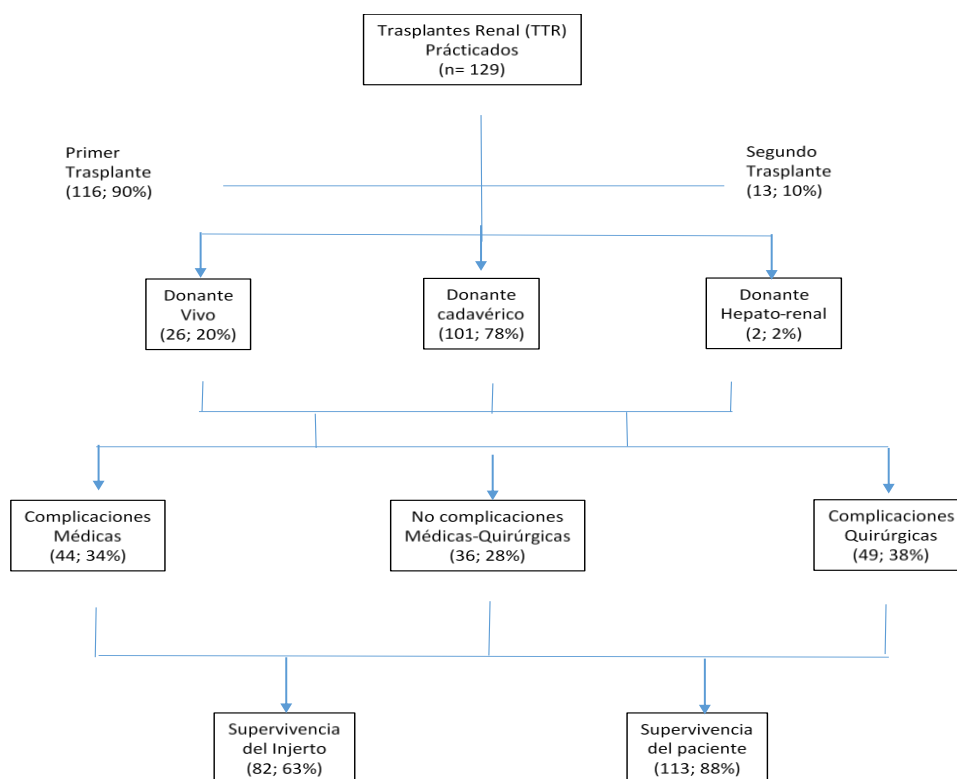 Trasplantes Renal (TTR)
Prácticados
(n= 129)
Primer
Trasplante
(116; 90%)
Segundo
Trasplante
(13; 10%)
Donante
Vivo
(26; 20%)
Donante
cadavérico
(101; 78%)
Donante
Hepato-renal
(2; 2%)
Complicaciones
Médicas
(44; 34%)
No complicaciones
Médicas-Quirúrgicas
(36; 28%)
Complicaciones
Quirúrgicas
(49; 38%)
Supervivencia
del Injerto
(82; 63%)
Supervivencia
del paciente
(113; 88%)